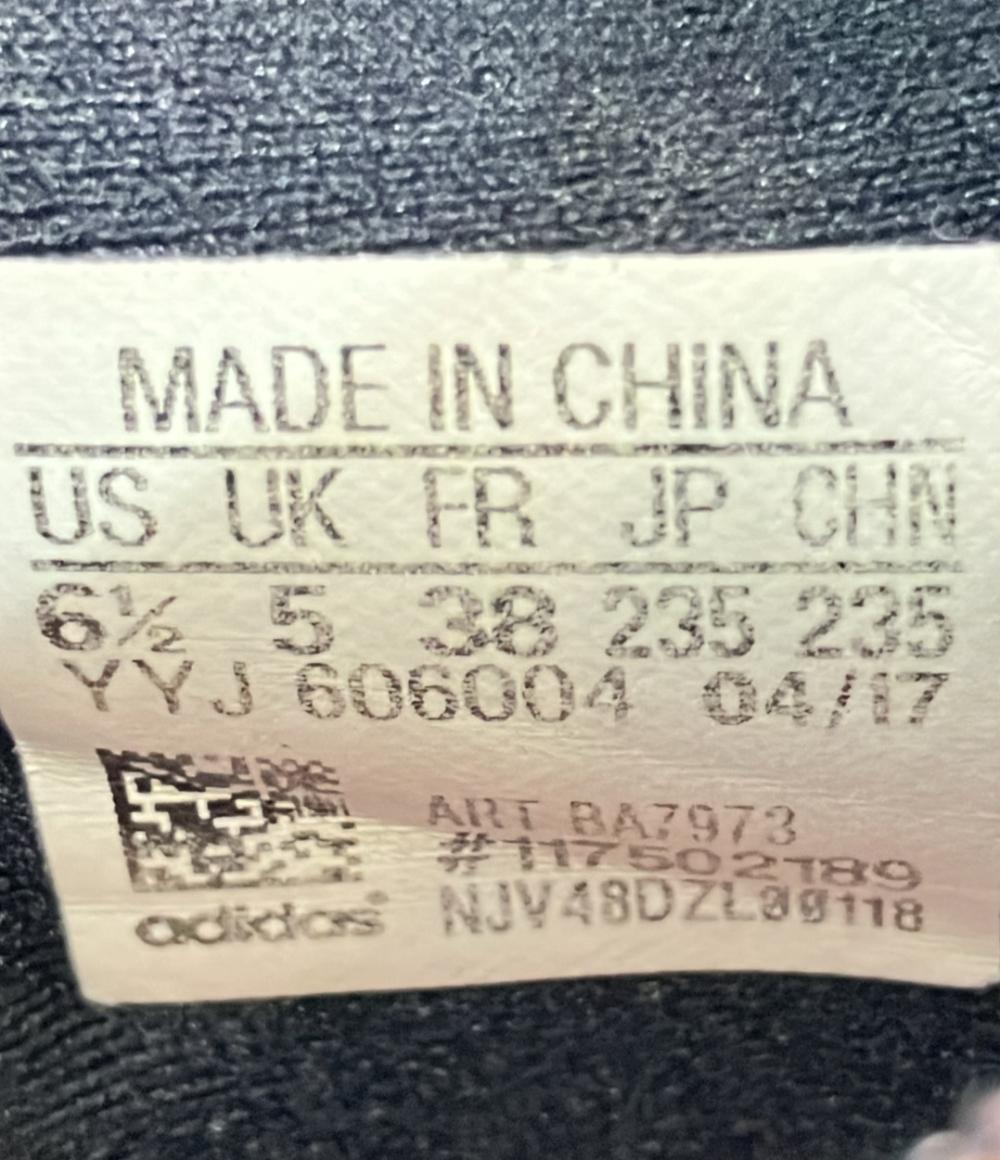 MADE IN CHINA
US UK FR JP CHN
6½ 5 38 235 235
YYJ 606004 04/17
ART BA7973
#117502189
NJV48DZL00118
adidas